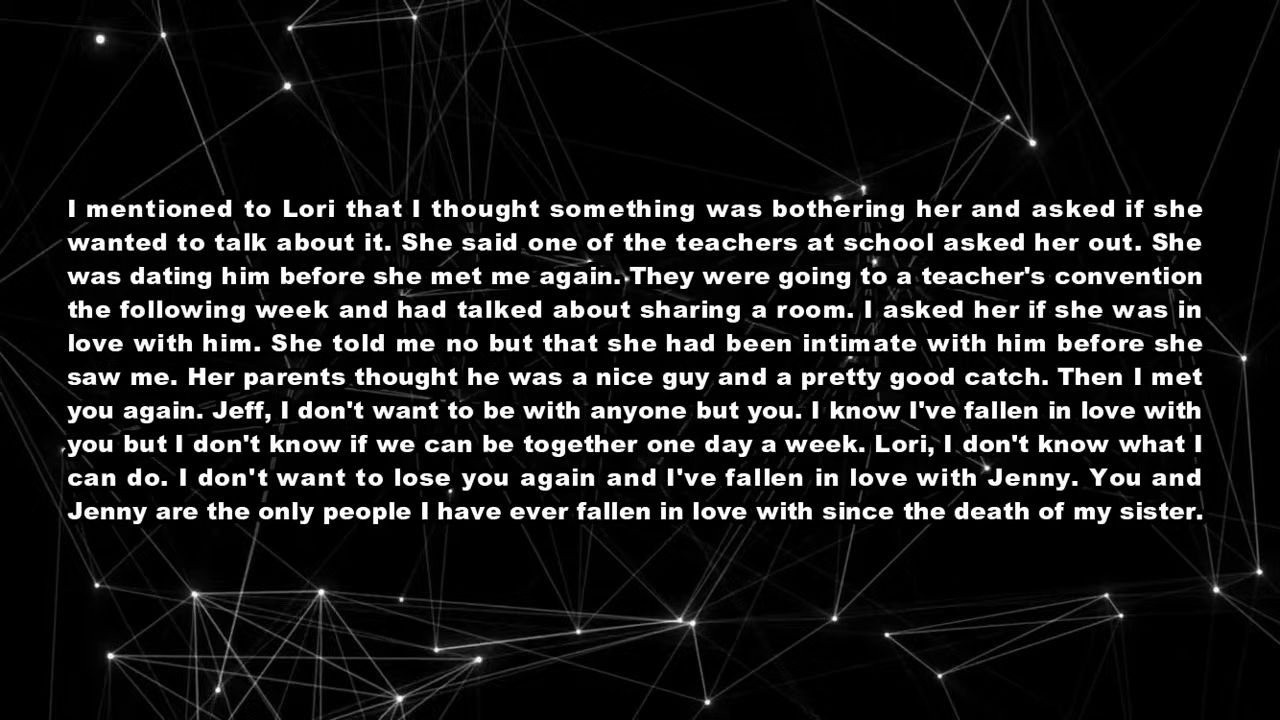 I mentioned to Lori that I thought something was bothering her and asked if she
wanted to talk about it. She said one of the teachers at school asked her out. She
was dating him before she met me again. They were going to a teacher's convention
the following week and had talked about sharing a room. I asked her if she was in
love with him. She told me no but that she had been intimate with him before she
saw me. Her parents thought he was a nice guy and a pretty good catch. Then I met
you again. Jeff, I don't want to be with anyone but you. I know I've fallen in love with
you but I don't know if we can be together one day a week. Lori, I don't know what I
can do. I don't want to lose you again and I've fallen in love with Jenny. You and
Jenny are the only people I have ever fallen in love with since the death of my sister.